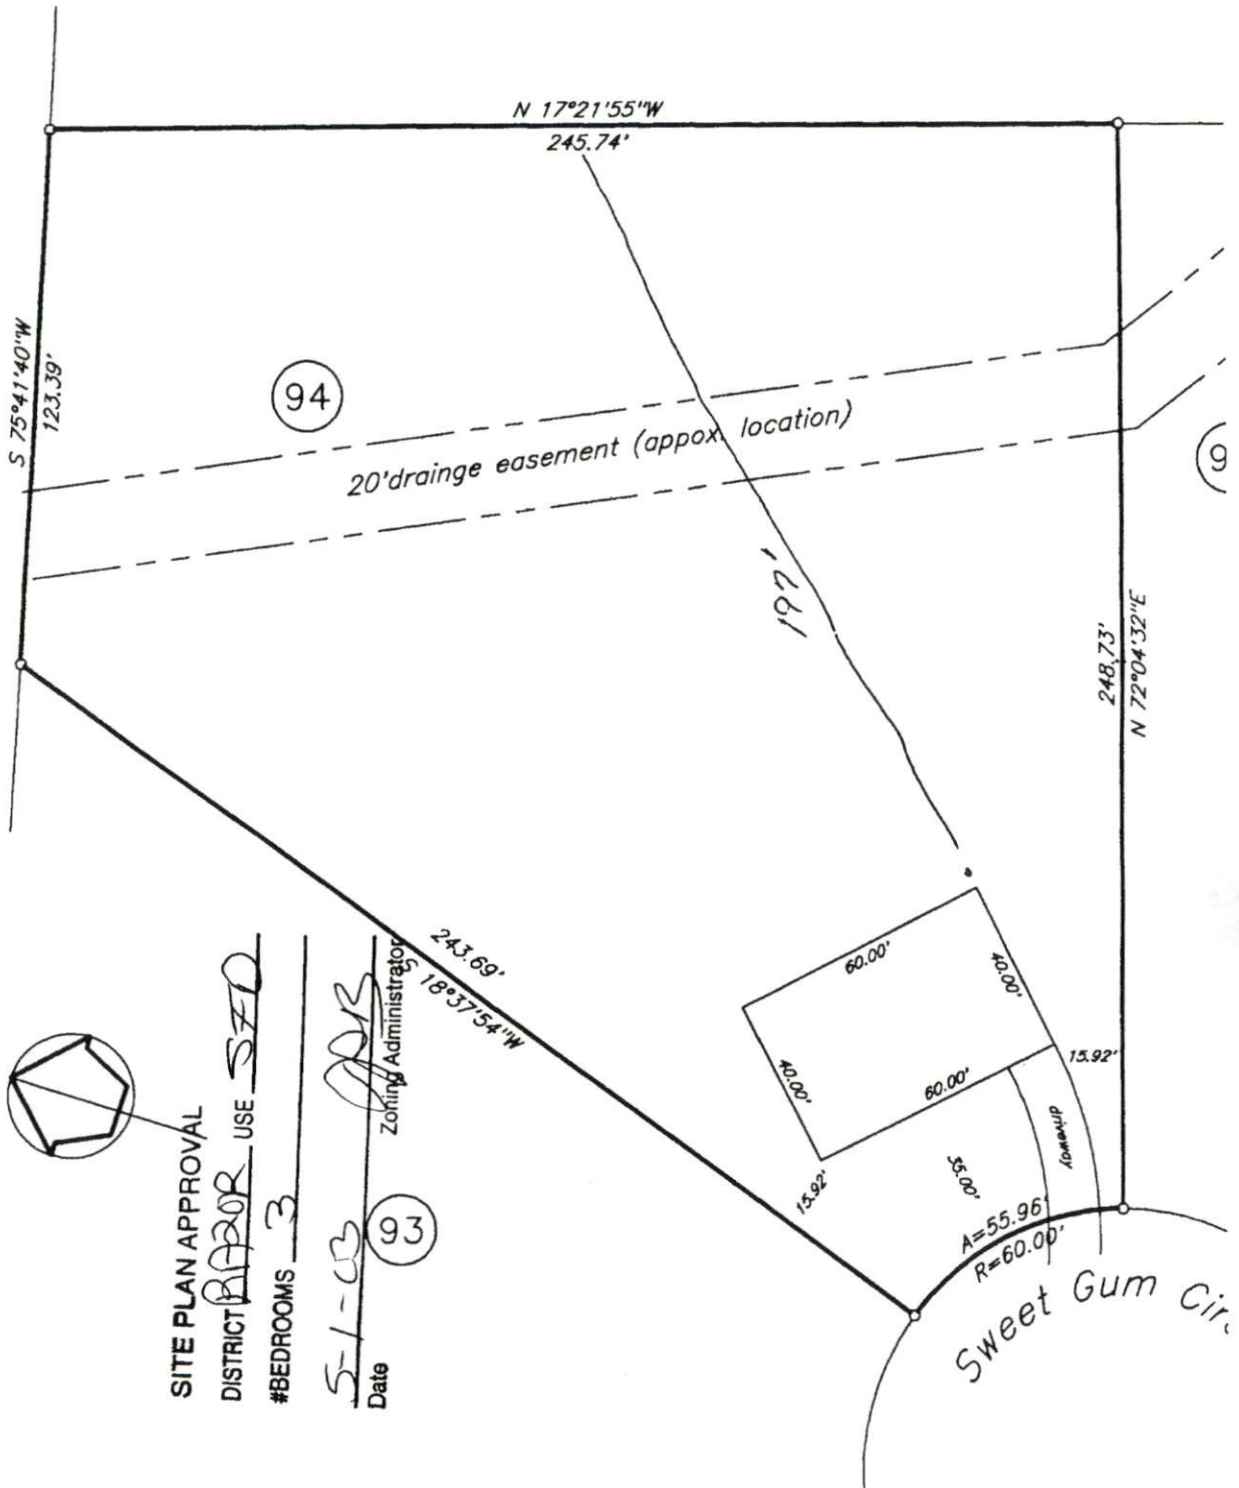 N 17°21'55"W
245.74'
S 75°41'40"W
123.39'
94
20'drainge easement (appox. location)
9
197'
248.73'
N 72°04'32"E
243.69'
S 18°37'54"W
60.00'
40.00'
40.00'
60.00'
15.92'
15.92'
driveway
35.00'
A=55.96'
R=60.00'
Sweet Gum Cir
SITE PLAN APPROVAL
DISTRICT RA20R USE SFD
#BEDROOMS 3
5-1-03
Date
Zoning Administrator
93